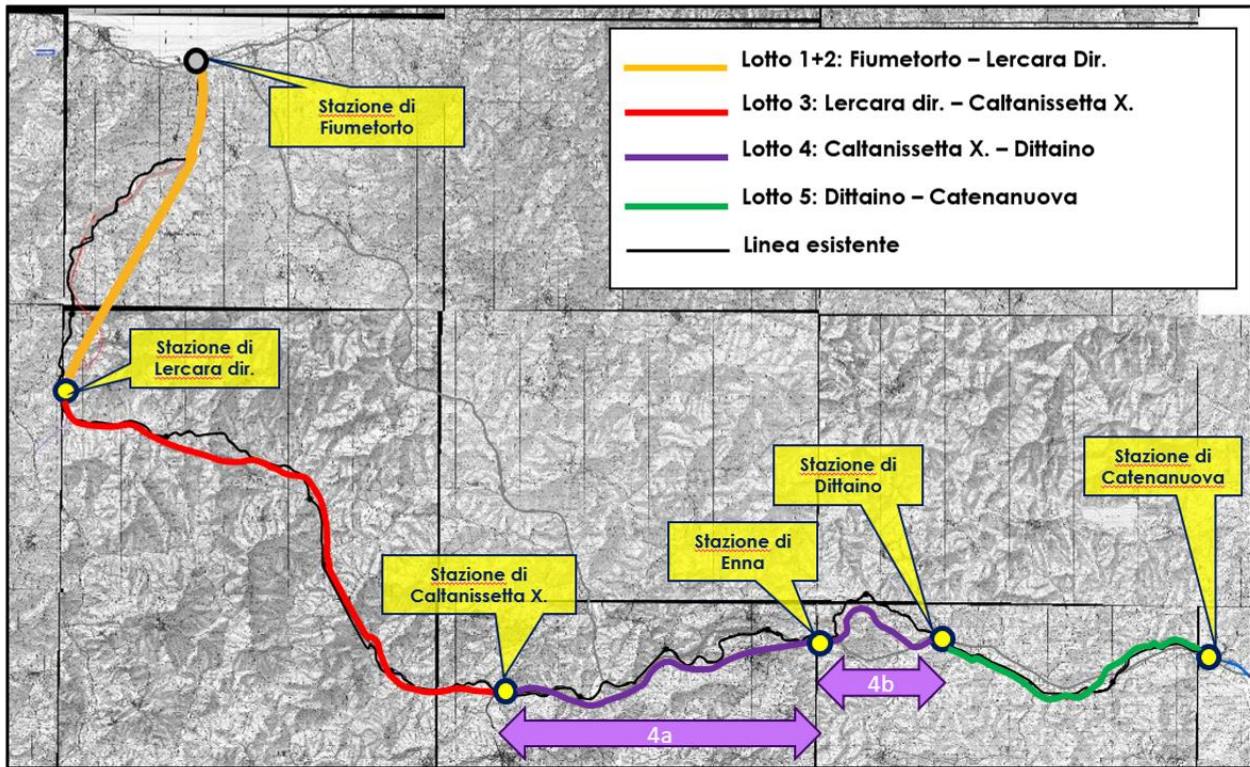 Lotto 1+2: Fiumetorto – Lercara Dir.
Lotto 3: Lercara dir. – Caltanissetta X.
Lotto 4: Caltanissetta X. – Dittaino
Lotto 5: Dittaino – Catenanuova
Linea esistente
Stazione di
Fiumetorto
Stazione di
Lercara dir.
Stazione di
Caltanissetta X.
Stazione di
Enna
Stazione di
Dittaino
Stazione di
Catenanuova
4a
4b